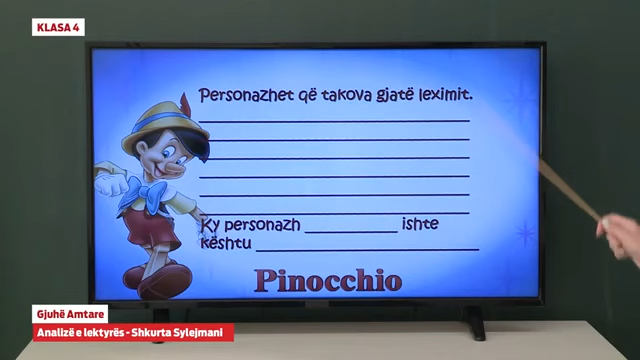 KLASA 4
Personazhet që takova gjatë leximit.
Ky personazh __________ ishte
kështu ________________________
Pinocchio
Gjuhë Amtare
Analizë e lektyrës - Shkurta Sylejmani